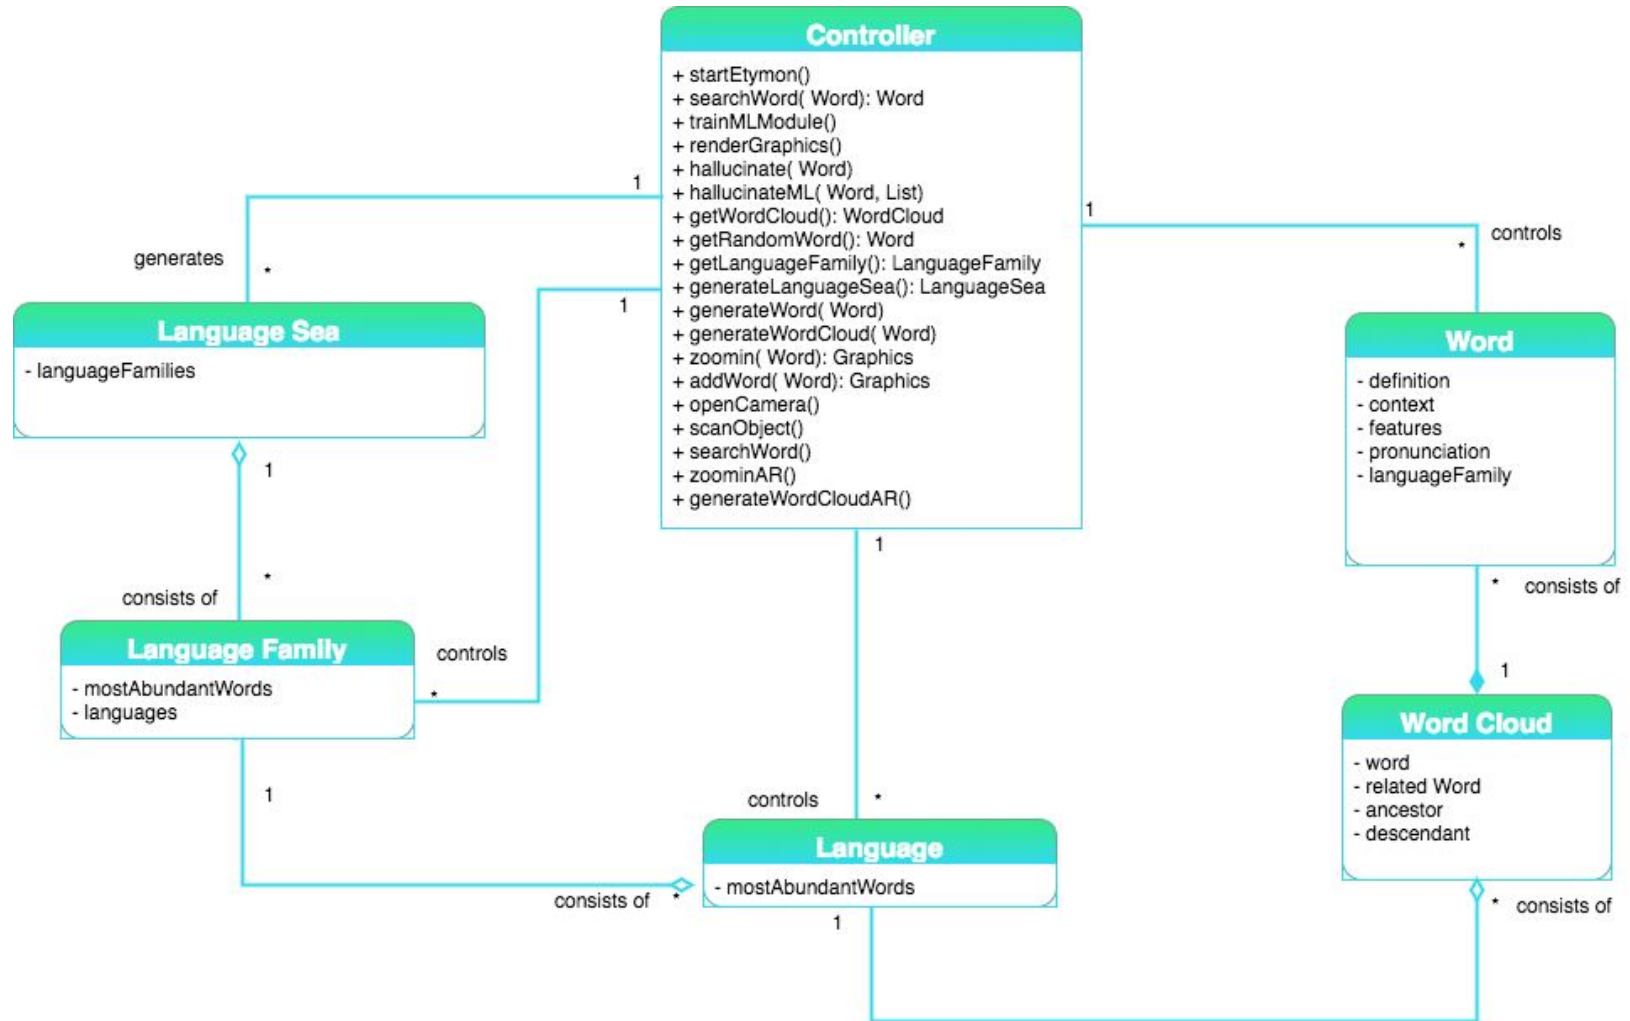 Controller
+ startEtymon()
+ searchWord( Word): Word
+ trainMLModule()
+ renderGraphics()
+ hallucinate( Word)
+ hallucinateML( Word, List)
+ getWordCloud(): WordCloud
+ getRandomWord(): Word
+ getLanguageFamily(): LanguageFamily
+ generateLanguageSea(): LanguageSea
+ generateWord( Word)
+ generateWordCloud( Word)
+ zoomin( Word): Graphics
+ addWord( Word): Graphics
+ openCamera()
+ scanObject()
+ searchWord()
+ zoominAR()
+ generateWordCloudAR()
1
generates
*
1
1
*
controls
Language Sea
- languageFamilies
1
*
consists of
Language Family
- mostAbundantWords
- languages
controls
*
1
consists of
*
1
controls
*
Language
- mostAbundantWords
1
Word
- definition
- context
- features
- pronunciation
- languageFamily
*
consists of
1
Word Cloud
- word
- related Word
- ancestor
- descendant
*
consists of